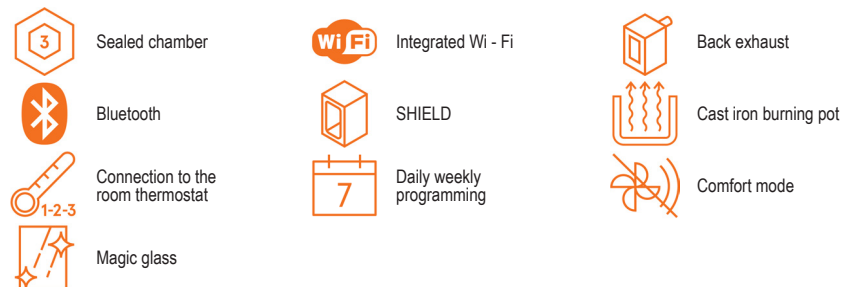 3
Sealed chamber
Wi Fi
Integrated Wi - Fi
Back exhaust
Bluetooth
SHIELD
Cast iron burning pot
1-2-3
Connection to the
room thermostat
7
Daily weekly
programming
Comfort mode
Magic glass